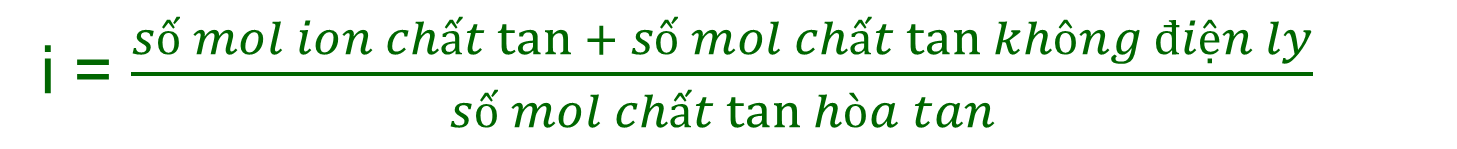 số mol ion chất tan + số mol chất tan không điện ly
i =
số mol chất tan hòa tan